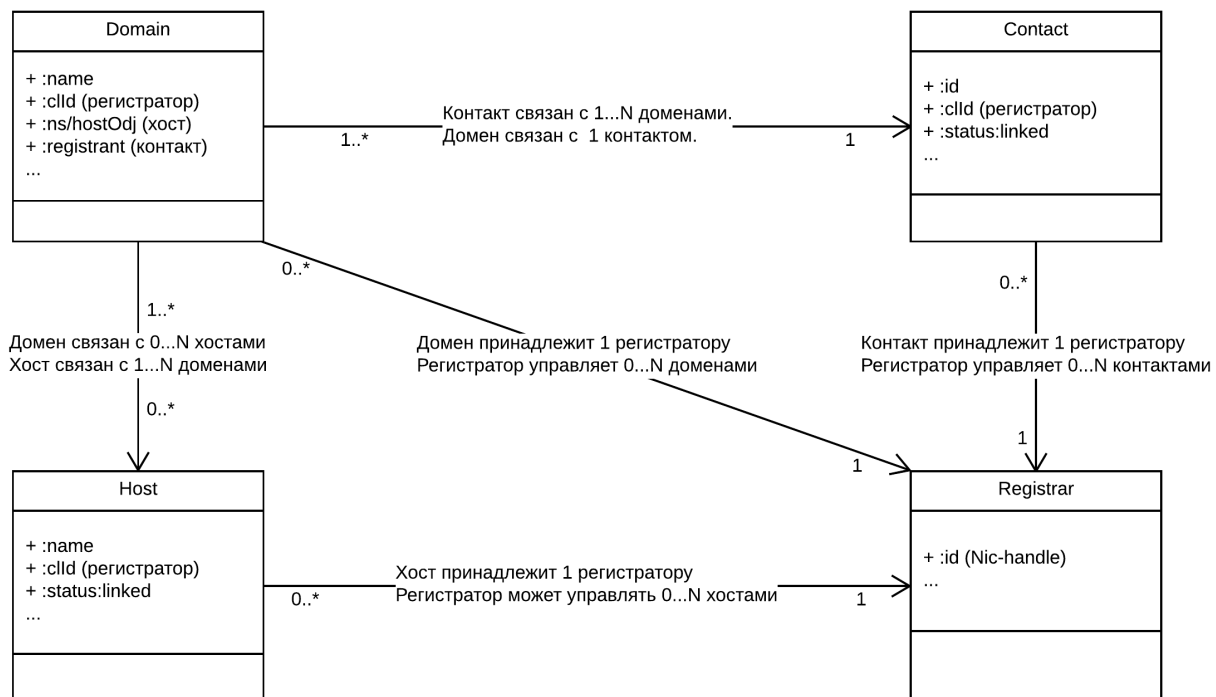 Domain
+ :name
+ :clId (регистратор)
+ :ns/hostOdj (хост)
+ :registrant (контакт)
...
Контакт связан с 1...N доменами.
Домен связан с 1 контактом.
1..*
1
Contact
+ :id
+ :clId (регистратор)
+ :status:linked
...
1..*
Домен связан с 0...N хостами
Хост связан с 1...N доменами
0..*
0..*
Домен принадлежит 1 регистратору
Регистратор управляет 0...N доменами
1
0..*
Контакт принадлежит 1 регистратору
Регистратор управляет 0...N контактами
1
Host
+ :name
+ :clId (регистратор)
+ :status:linked
...
Хост принадлежит 1 регистратору
Регистратор может управлять 0...N хостами
0..*
1
Registrar
+ :id (Nic-handle)
...